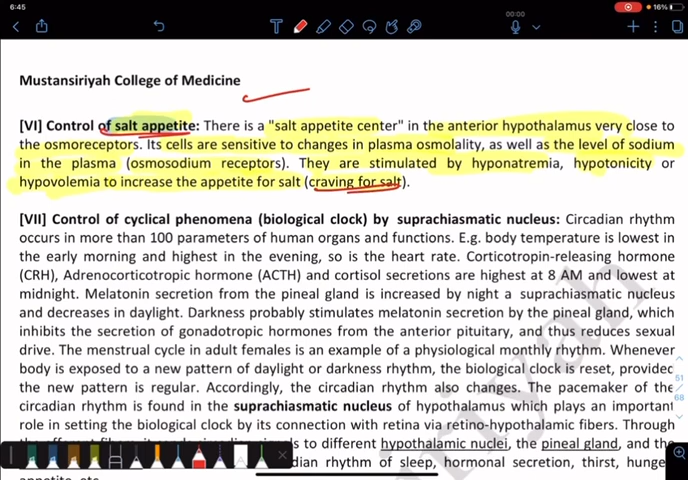 6:45
00:00
16%
Mustansiriyah College of Medicine
[VI] Control of salt appetite: There is a "salt appetite center" in the anterior hypothalamus very close to
the osmoreceptors. Its cells are sensitive to changes in plasma osmolality, as well as the level of sodium
in the plasma (osmosodium receptors). They are stimulated by hyponatremia, hypotonicity or
hypovolemia to increase the appetite for salt (craving for salt).
[VII] Control of cyclical phenomena (biological clock) by suprachiasmatic nucleus: Circadian rhythm
occurs in more than 100 parameters of human organs and functions. E.g. body temperature is lowest in
the early morning and highest in the evening, so is the heart rate. Corticotropin-releasing hormone
(CRH), Adrenocorticotropic hormone (ACTH) and cortisol secretions are highest at 8 AM and lowest at
midnight. Melatonin secretion from the pineal gland is increased by night a suprachiasmatic nucleus
and decreases in daylight. Darkness probably stimulates melatonin secretion by the pineal gland, which
inhibits the secretion of gonadotropic hormones from the anterior pituitary, and thus reduces sexual
drive. The menstrual cycle in adult females is an example of a physiological monthly rhythm. Whenever
body is exposed to a new pattern of daylight or darkness rhythm, the biological clock is reset, provided
the new pattern is regular. Accordingly, the circadian rhythm also changes. The pacemaker of the
51
circadian rhythm is found in the suprachiasmatic nucleus of hypothalamus which plays an important
68
role in setting the biological clock by its connection with retina via retino-hypothalamic fibers. Through
to different hypothalamic nuclei, the pineal gland, and the
dian rhythm of sleep, hormonal secretion, thirst, hunge